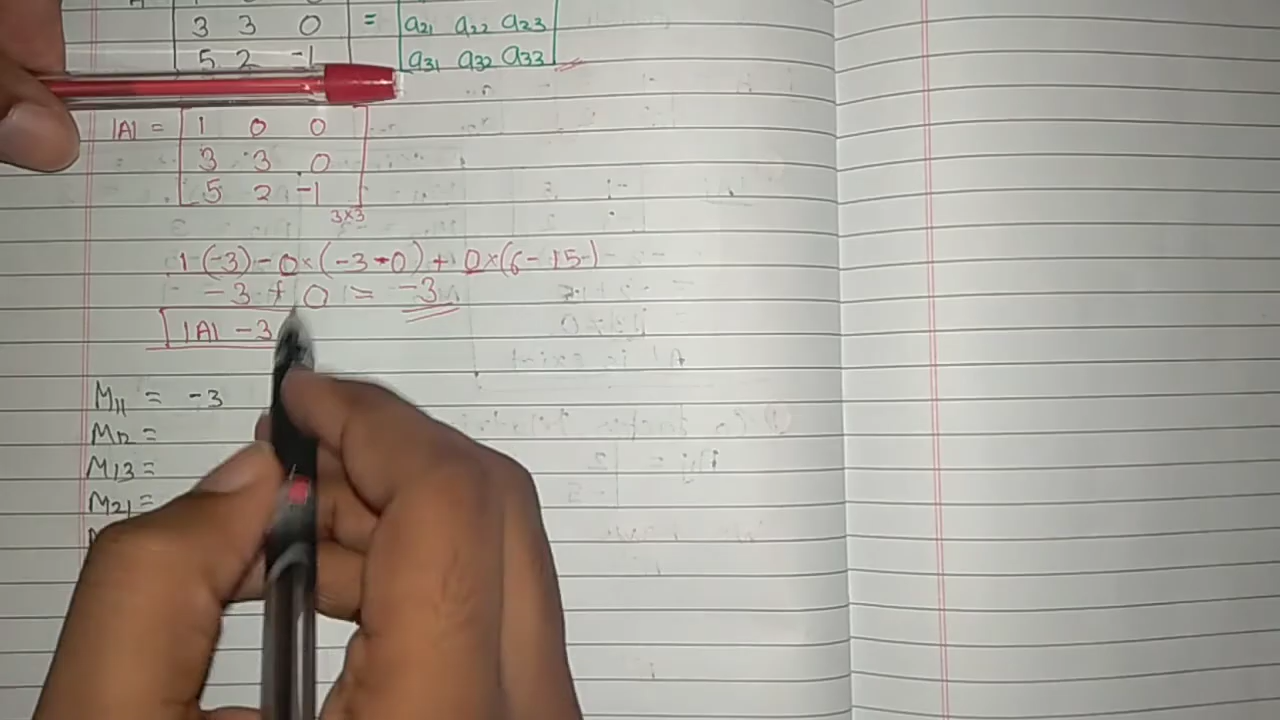 3 3 0 = a21 a22 a23
5 2 -1 a31 a32 a33
|A| = 1 0 0
3 3 0
5 2 -1
3×3
1 (-3) - 0×(-3-0) + 0×(6-15)
-3 + 0 = -3
|A| -3
M11 = -3
M12 =
M13 =
M21 =